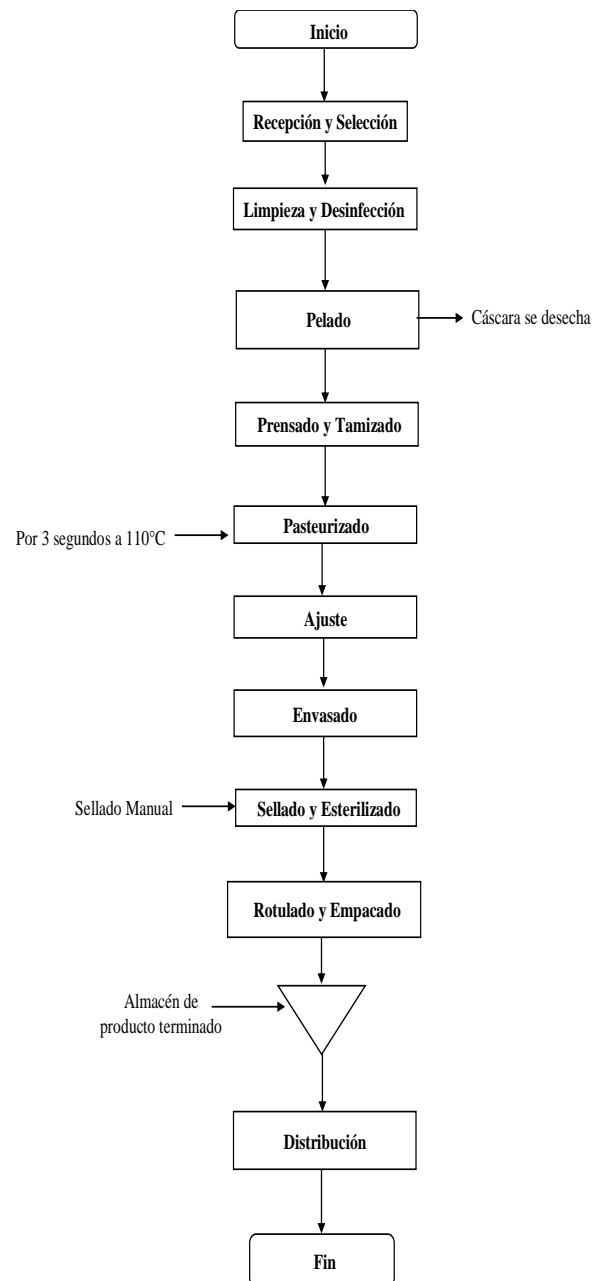 Inicio
Recepción y Selección
Limpieza y Desinfección
Pelado
Cáscara se desecha
Prensado y Tamizado
Por 3 segundos a 110°C
Pasteurizado
Ajuste
Envasado
Sellado Manual
Sellado y Esterilizado
Rotulado y Empacado
Almacén de
producto terminado
Distribución
Fin